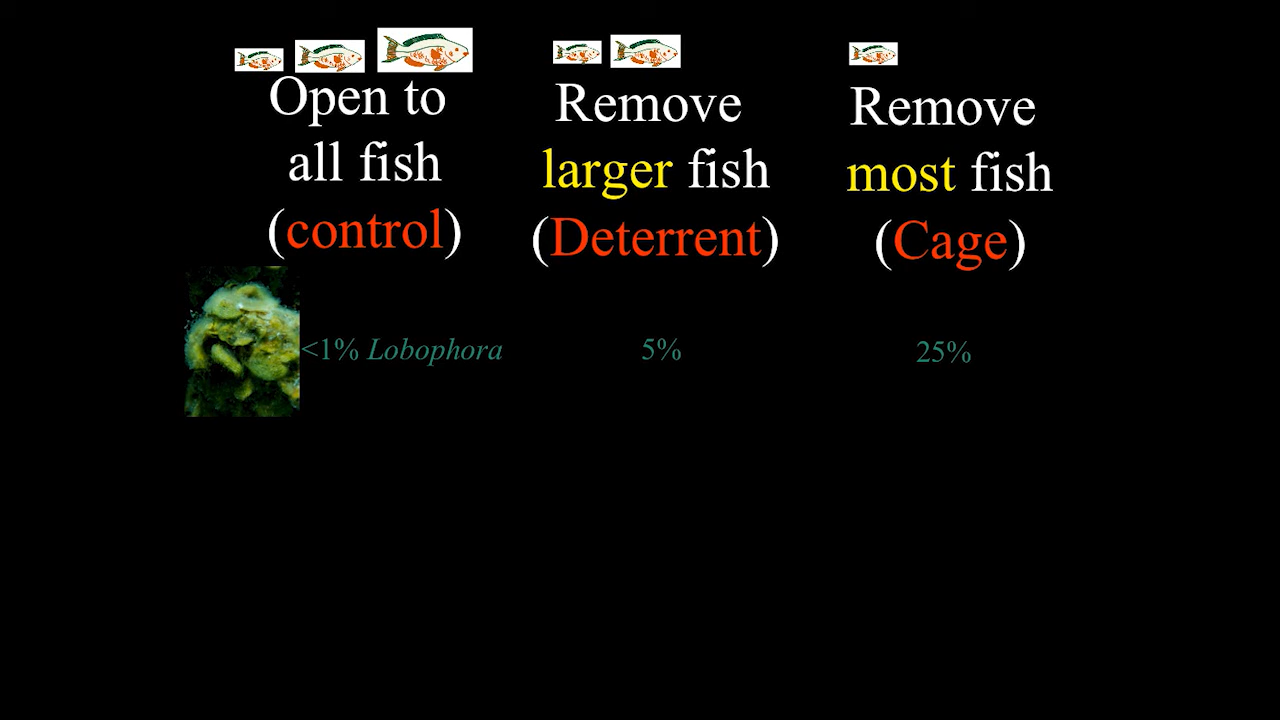 Open to
all fish
(control)
Remove
larger fish
(Deterrent)
Remove
most fish
(Cage)
<1% Lobophora
5%
25%